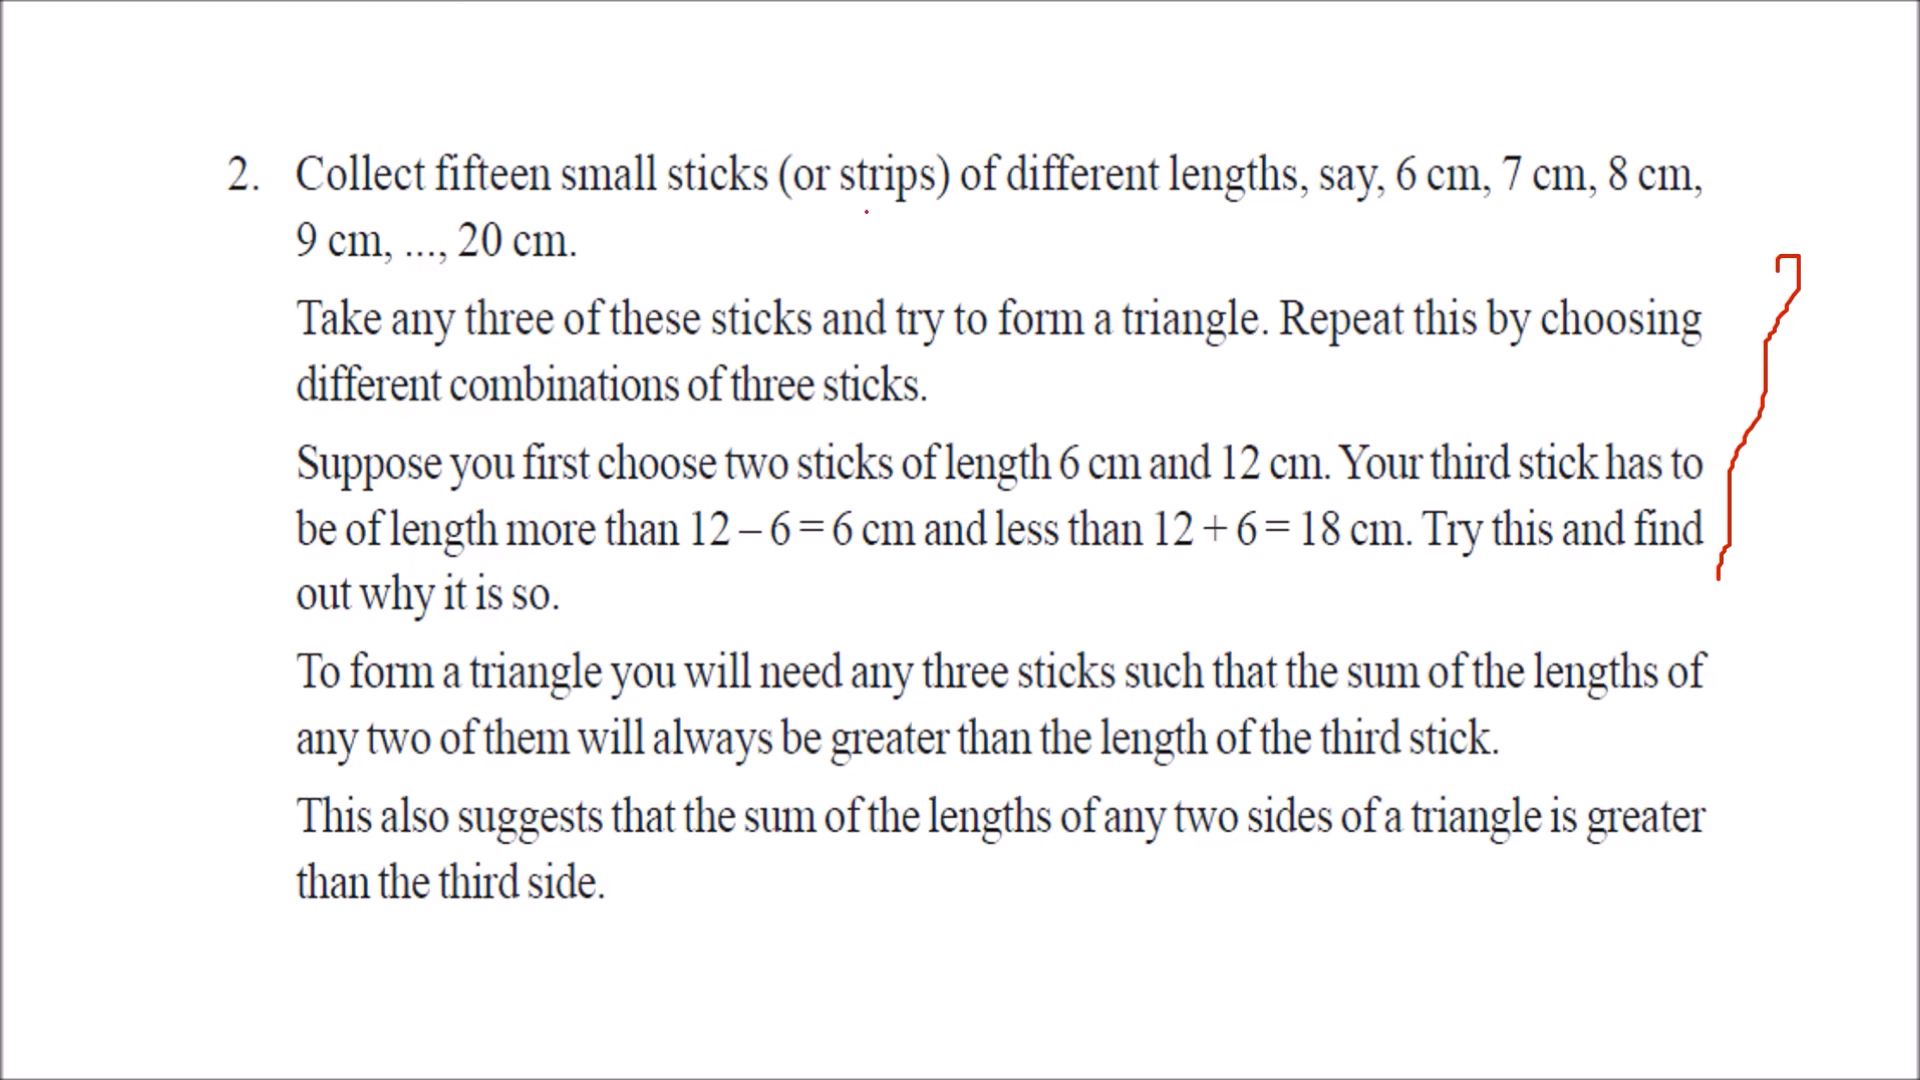 2. Collect fifteen small sticks (or strips) of different lengths, say, 6 cm, 7 cm, 8 cm,
9 cm, ..., 20 cm.
Take any three of these sticks and try to form a triangle. Repeat this by choosing
different combinations of three sticks.
Suppose you first choose two sticks of length 6 cm and 12 cm. Your third stick has to
be of length more than 12 – 6 = 6 cm and less than 12 + 6 = 18 cm. Try this and find
out why it is so.
To form a triangle you will need any three sticks such that the sum of the lengths of
any two of them will always be greater than the length of the third stick.
This also suggests that the sum of the lengths of any two sides of a triangle is greater
than the third side.